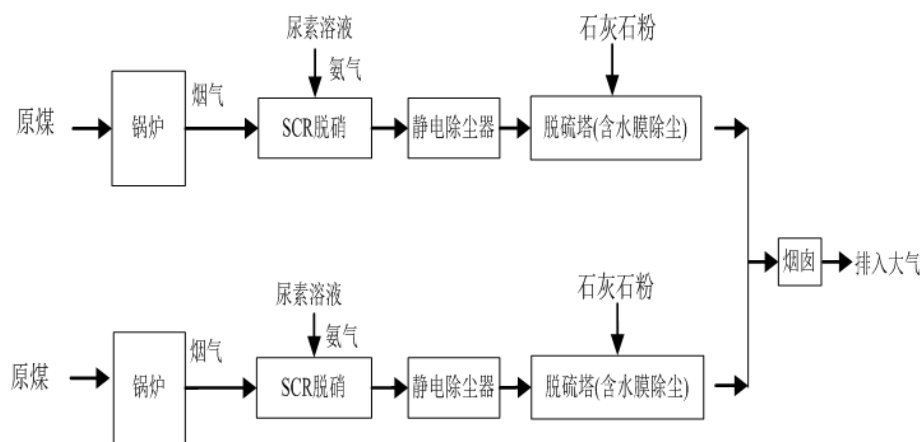 尿素溶液
石灰石粉
氨气
烟气
原煤
锅炉
SCR脱硝
静电除尘器
脱硫塔(含水膜除尘)
烟囱
排入大气
尿素溶液
石灰石粉
氨气
烟气
原煤
锅炉
SCR脱硝
静电除尘器
脱硫塔(含水膜除尘)